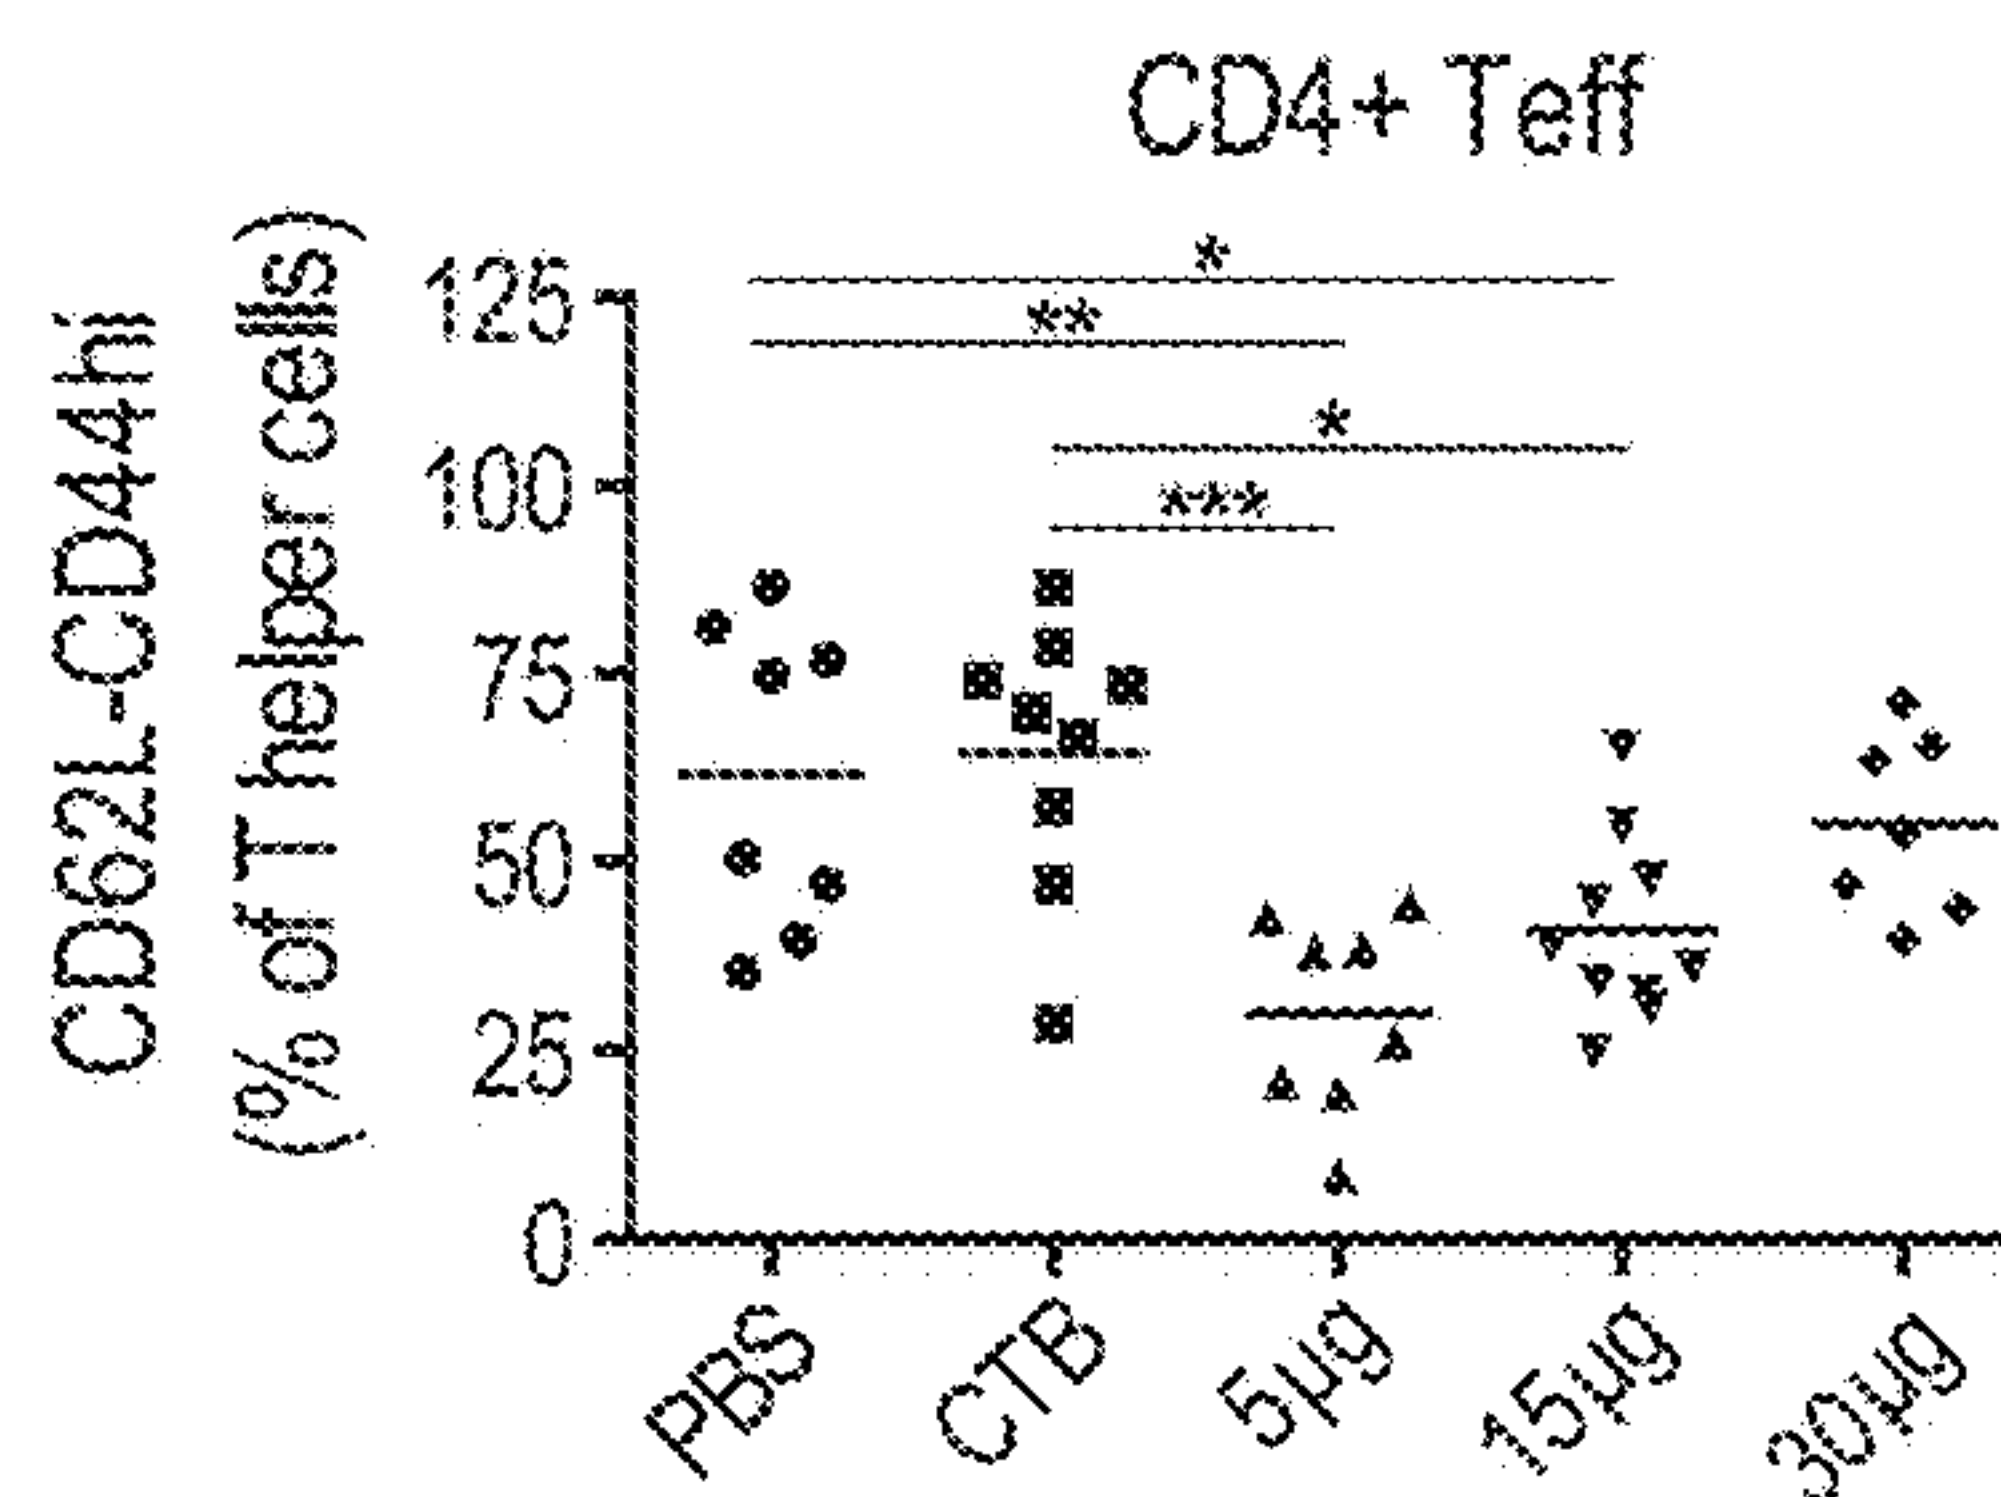 CD4+ Teff
CD62L-CD44hi
(% of T helper cells)
125
100
75
50
25
0
*
**
*
***
PBS
CTB
5µg
15µg
30µg